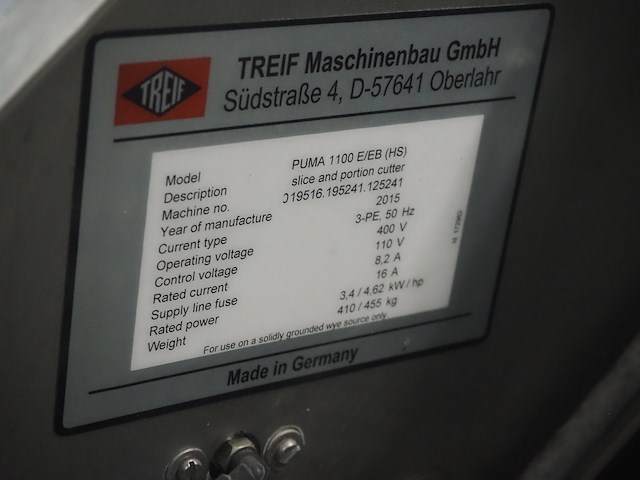 TREIF
TREIF Maschinenbau GmbH
Südstraße 4, D-57641 Oberlahr
Model PUMA 1100 E/EB (HS)
Description slice and portion cutter
Machine no. 019516.195241.125241
Year of manufacture 2015
Current type 3-PE, 50 Hz
Operating voltage 400 V
Control voltage 110 V
Rated current 8,2 A
Supply line fuse 16 A
Rated power 3,4 / 4,62 kW / hp
Weight 410 / 455 kg
For use on a solidly grounded wye source only
Made in Germany